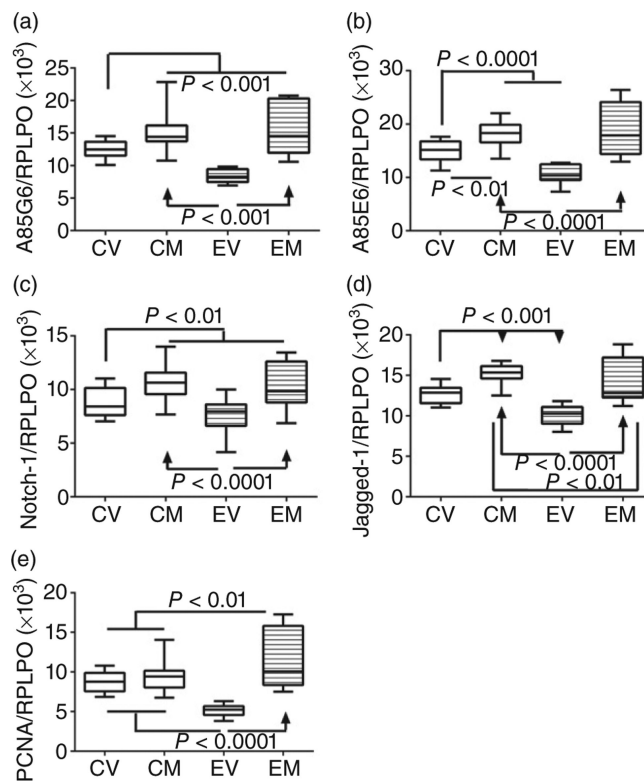 (a)
A85G6/RPLPO (×10³)
25
20
15
10
5
0
P < 0.001
P < 0.001
CV CM EV EM
(b)
A85E6/RPLPO (×10³)
30
20
10
0
P < 0.0001
P < 0.01
P < 0.0001
CV CM EV EM
(c)
Notch-1/RPLPO (×10³)
15
10
5
0
P < 0.01
P < 0.0001
CV CM EV EM
(d)
Jagged-1/RPLPO (×10³)
20
15
10
5
0
P < 0.001
P < 0.0001
P < 0.01
CV CM EV EM
(e)
PCNA/RPLPO (×10³)
20
15
10
5
0
P < 0.01
P < 0.0001
CV CM EV EM